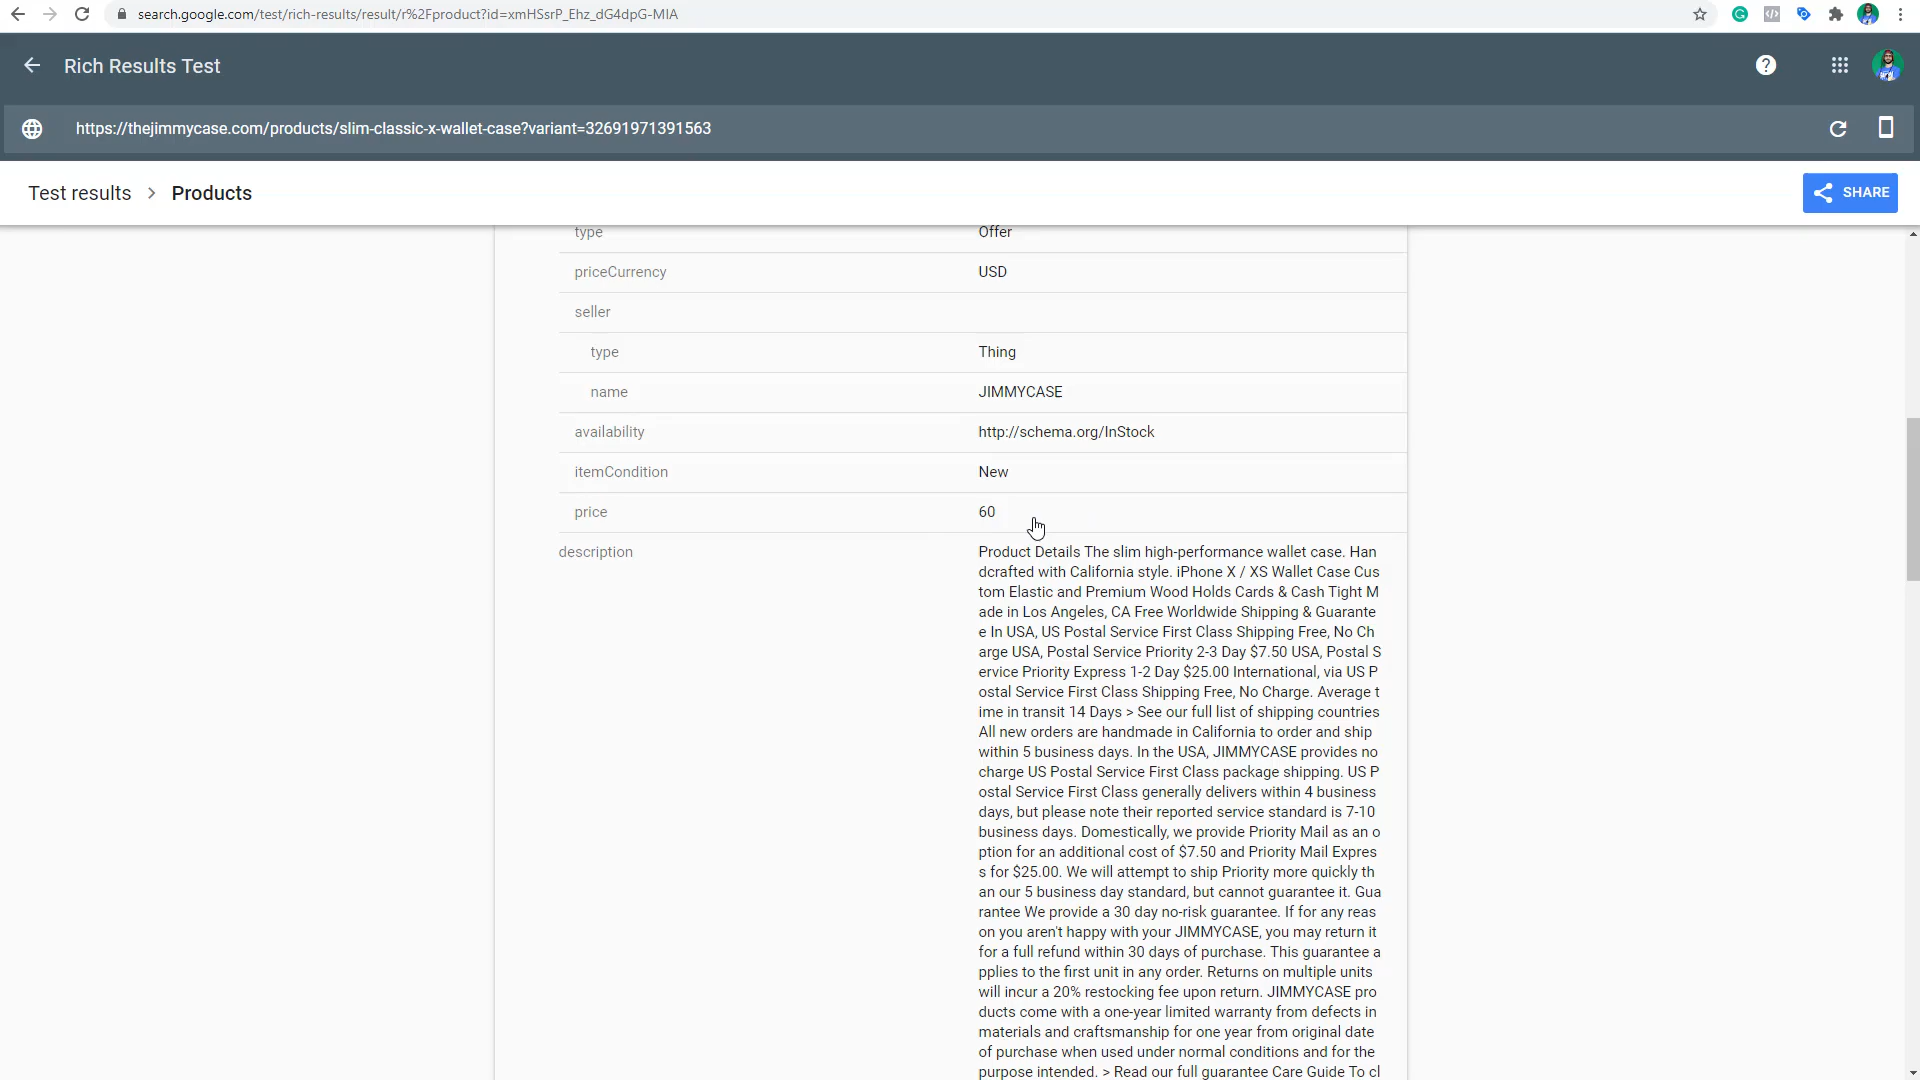 search.google.com/test/rich-results/result/r%2Fproduct?id=xmHSsrP_Ehz_dG4dpG-MIA
Rich Results Test
https://thejimmycase.com/products/slim-classic-x-wallet-case?variant=32691971391563
Test results > Products
SHARE
type Offer
priceCurrency USD
seller
type Thing
name JIMMYCASE
availability http://schema.org/InStock
itemCondition New
price 60
description Product Details The slim high-performance wallet case. Han
dcrafted with California style. iPhone X / XS Wallet Case Cus
tom Elastic and Premium Wood Holds Cards & Cash Tight M
ade in Los Angeles, CA Free Worldwide Shipping & Guarante
e In USA, US Postal Service First Class Shipping Free, No Ch
arge USA, Postal Service Priority 2-3 Day $7.50 USA, Postal S
ervice Priority Express 1-2 Day $25.00 International, via US P
ostal Service First Class Shipping Free, No Charge. Average t
ime in transit 14 Days > See our full list of shipping countries
All new orders are handmade in California to order and ship
within 5 business days. In the USA, JIMMYCASE provides no
charge US Postal Service First Class package shipping. US P
ostal Service First Class generally delivers within 4 business
days, but please note their reported service standard is 7-10
business days. Domestically, we provide Priority Mail as an o
ption for an additional cost of $7.50 and Priority Mail Expres
s for $25.00. We will attempt to ship Priority more quickly th
an our 5 business day standard, but cannot guarantee it. Gua
rantee We provide a 30 day no-risk guarantee. If for any reas
on you aren't happy with your JIMMYCASE, you may return it
for a full refund within 30 days of purchase. This guarantee a
pplies to the first unit in any order. Returns on multiple units
will incur a 20% restocking fee upon return. JIMMYCASE pro
ducts come with a one-year limited warranty from defects in
materials and craftsmanship for one year from original date
of purchase when used under normal conditions and for the
purpose intended. > Read our full guarantee Care Guide To cl